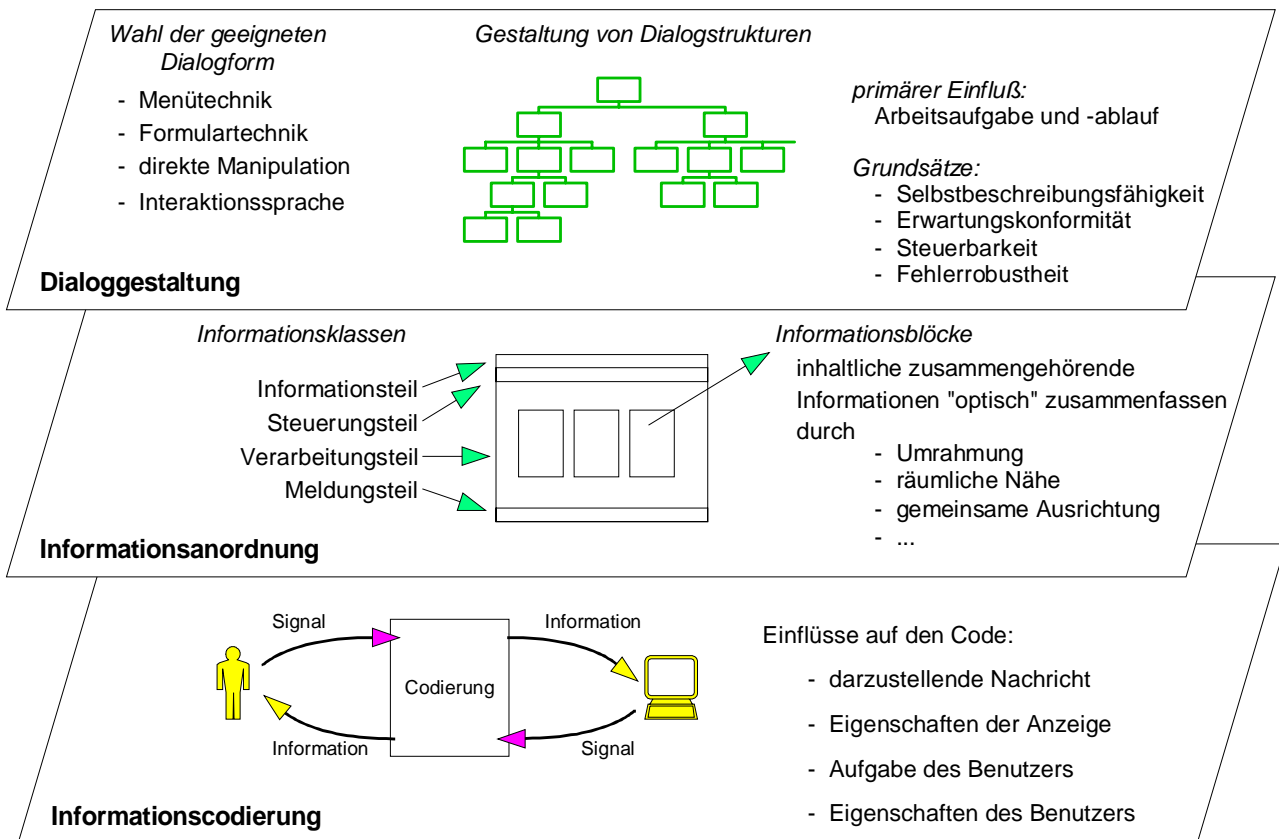 Wahl der geeigneten
Dialogform
- Menütechnik
- Formulartechnik
- direkte Manipulation
- Interaktionssprache
Gestaltung von Dialogstrukturen
primärer Einfluß:
Arbeitsaufgabe und -ablauf
Grundsätze:
- Selbstbeschreibungsfähigkeit
- Erwartungskonformität
- Steuerbarkeit
- Fehlerrobustheit
Dialoggestaltung
Informationsklassen
Informationsteil
Steuerungsteil
Verarbeitungsteil
Meldungsteil
Informationsblöcke
inhaltliche zusammengehörende
Informationen "optisch" zusammenfassen
durch
- Umrahmung
- räumliche Nähe
- gemeinsame Ausrichtung
- ...
Informationsanordnung
Signal
Information
Codierung
Information
Signal
Einflüsse auf den Code:
- darzustellende Nachricht
- Eigenschaften der Anzeige
- Aufgabe des Benutzers
- Eigenschaften des Benutzers
Informationscodierung